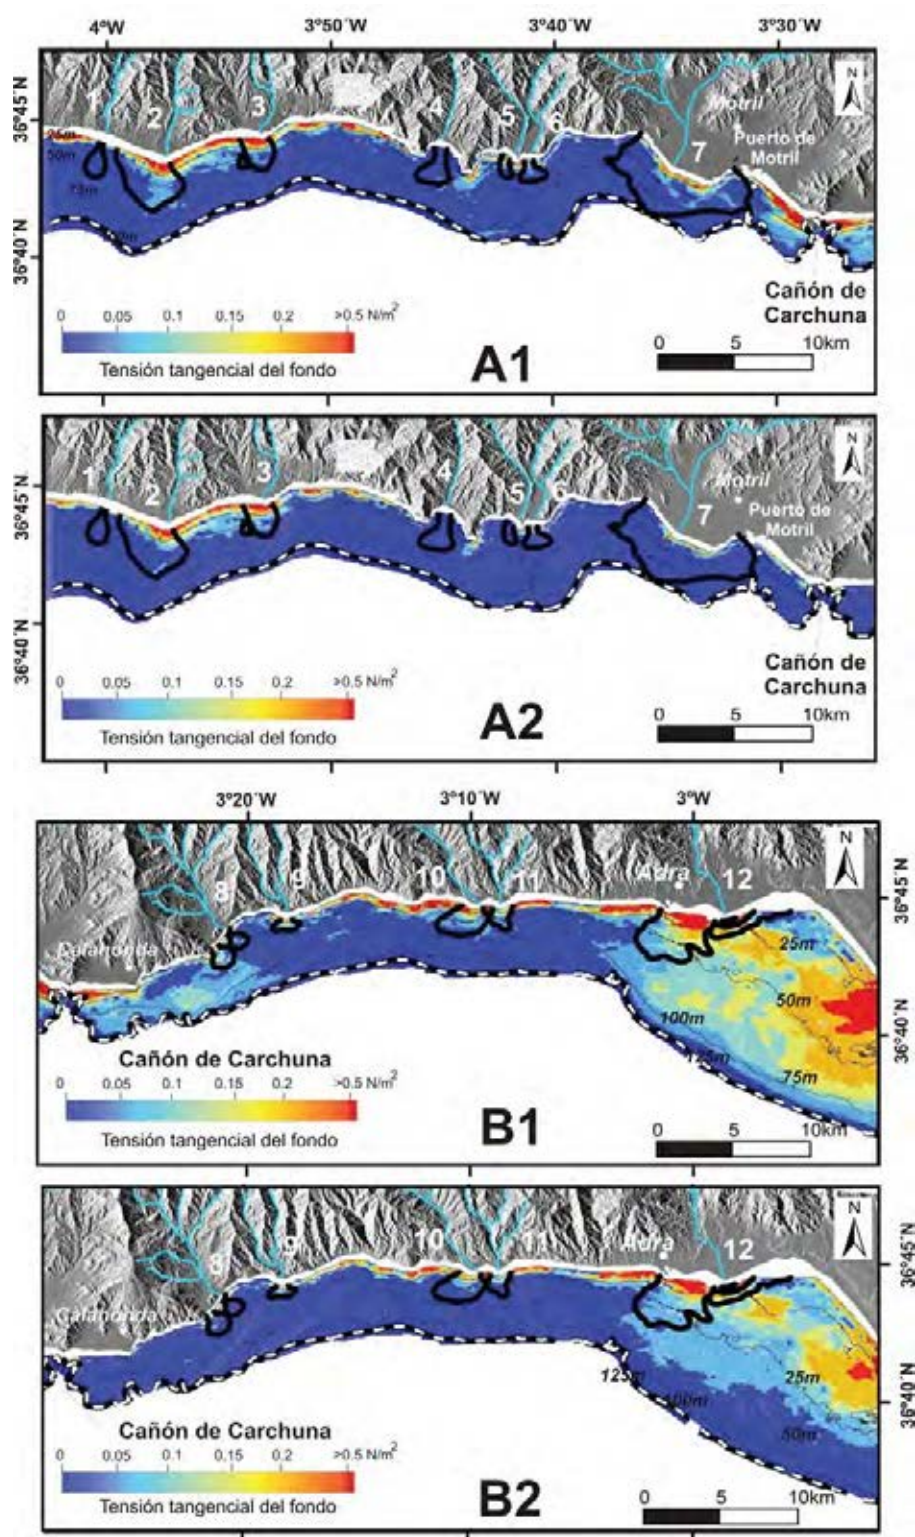 4°W 3°50´W 3°40´W 3°30´W
N
36°45´N
36°40´N
1
2
3
4
5
6
7
Motril
Puerto de
Motril
25m
50m
75m
Cañón de
Carchuna
0 0.05 0.1 0.15 0.2 >0.5 N/m2
Tensión tangencial del fondo
A1
0 5 10km
N
36°45´N
36°40´N
1
2
3
4
5
6
7
Motril
Puerto de
Motril
Cañón de
Carchuna
0 0.05 0.1 0.15 0.2 >0.5 N/m2
Tensión tangencial del fondo
A2
0 5 10km
3°20´W 3°10´W 3°W
N
36°45´N
36°40´N
8
9
10
11
Adra
12
Calahonda
25m
50m
100m
125m
75m
Cañón de Carchuna
0 0.05 0.1 0.15 0.2 >0.5 N/m2
Tensión tangencial del fondo
B1
0 5 10km
N
36°45´N
36°40´N
8
9
10
11
Adra
12
Calahonda
125m
100m
25m
50m
Cañón de Carchuna
0 0.05 0.1 0.15 0.2 >0.5 N/m2
Tensión tangencial del fondo
B2
0 5 10km